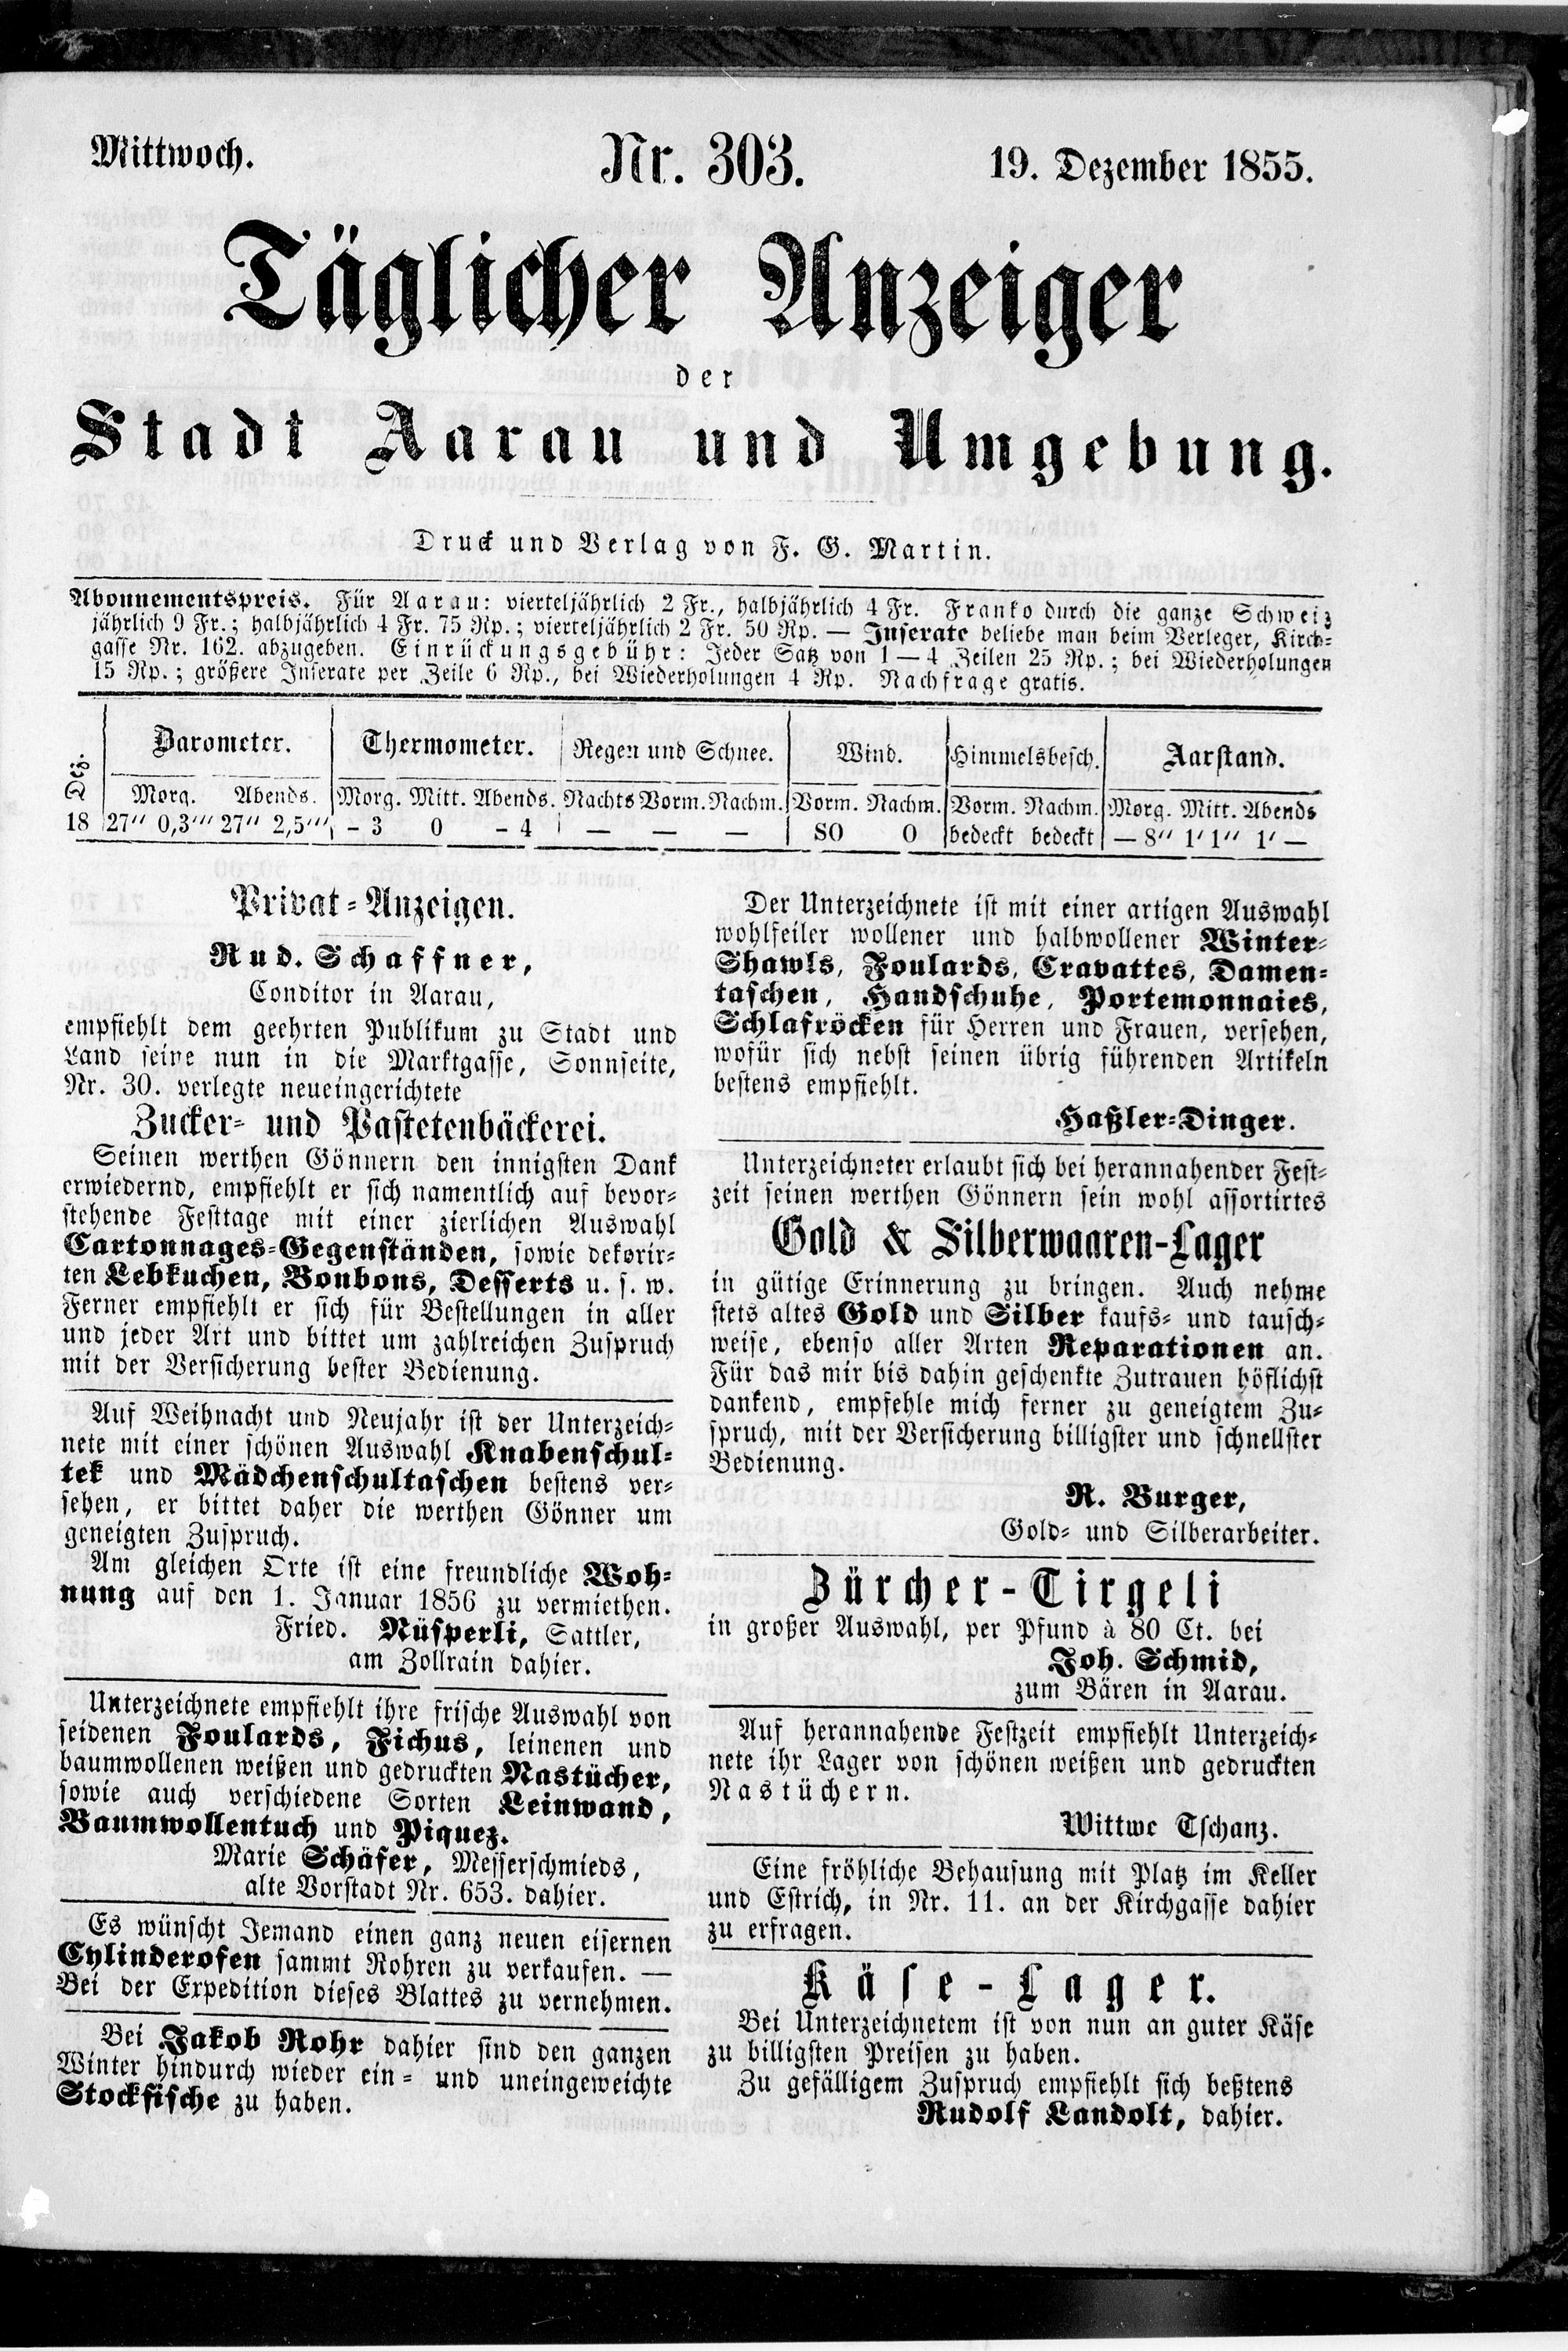 Mittwoch. Nr. 303. 19. Dezember 1855.
Täglicher Anzeiger
der
Stadt Aarau und Umgebung.
Druck und Verlag von F. G. Martin.
Abonnementspreis. Für Aarau: vierteljährlich 2 Fr., halbjährlich 4 Fr. Franko durch die ganze Schweiz
jährlich 9 Fr.; halbjährlich 4 Fr. 75 Rp.; vierteljährlich 2 Fr. 50 Rp. — Inserate beliebe man beim Verleger, Kirch-
gasse Nr. 162. abzugeben. Einrückungsgebühr: Jeder Satz von 1—4 Zeilen 25 Rp.; bei Wiederholungen
15 Rp.; größere Inserate per Zeile 6 Rp., bei Wiederholungen 4 Rp. Nachfrage gratis.
Dez. Barometer. Thermometer. Regen und Schnee. Wind. Himmelsbesch. Aarstand.
Morg. Abends. Morg. Mitt. Abends. Nachts Vorm. Nachm. Vorm. Nachm. Vorm. Nachm. Morg. Mitt. Abends
18 27'' 0,3''' 27'' 2,5''' - 3 0 - 4 — — — SO O bedeckt bedeckt — 8'' 1' 1'' 1' —
Privat-Anzeigen.
Rud. Schaffner,
Conditor in Aarau,
empfiehlt dem geehrten Publikum zu Stadt und
Land seine nun in die Marktgasse, Sonnseite,
Nr. 30. verlegte neueingerichtete
Zucker- und Pastetenbäckerei.
Seinen werthen Gönnern den innigsten Dank
erwiedernd, empfiehlt er sich namentlich auf bevor-
stehende Festtage mit einer zierlichen Auswahl
Cartonnages-Gegenständen, sowie dekorir-
ten Lebkuchen, Bonbons, Desserts u. s. w.
Ferner empfiehlt er sich für Bestellungen in aller
und jeder Art und bittet um zahlreichen Zuspruch
mit der Versicherung bester Bedienung.
Auf Weihnacht und Neujahr ist der Unterzeich-
nete mit einer schönen Auswahl Knabenschul-
tek und Mädchenschultaschen bestens ver-
sehen, er bittet daher die werthen Gönner um
geneigten Zuspruch.
Am gleichen Orte ist eine freundliche Woh-
nung auf den 1. Januar 1856 zu vermiethen.
Fried. Nüsperli, Sattler,
am Zollrain dahier.
Unterzeichnete empfiehlt ihre frische Auswahl von
seidenen Foulards, Fichus, leinenen und
baumwollenen weißen und gedruckten Nastücher,
sowie auch verschiedene Sorten Leinwand,
Baumwollentuch und Piquez.
Marie Schäfer, Messerschmieds,
alte Vorstadt Nr. 653. dahier.
Es wünscht Jemand einen ganz neuen eisernen
Cylinderofen sammt Rohren zu verkaufen. —
Bei der Expedition dieses Blattes zu vernehmen.
Bei Jakob Rohr dahier sind den ganzen
Winter hindurch wieder ein- und uneingeweichte
Stockfische zu haben.
Der Unterzeichnete ist mit einer artigen Auswahl
wohlfeiler wollener und halbwollener Winter-
Shawls, Foulards, Cravattes, Damen-
taschen, Handschuhe, Portemonnaies,
Schlafröcken für Herren und Frauen, versehen,
wofür sich nebst seinen übrig führenden Artikeln
bestens empfiehlt.
Haßler-Dinger.
Unterzeichneter erlaubt sich bei herannahender Fest-
zeit seinen werthen Gönnern sein wohl assortirtes
Gold & Silberwaaren-Lager
in gütige Erinnerung zu bringen. Auch nehme
stets altes Gold und Silber kaufs- und tausch-
weise, ebenso aller Arten Reparationen an.
Für das mir bis dahin geschenkte Zutrauen höflichst
dankend, empfehle mich ferner zu geneigtem Zu-
spruch, mit der Versicherung billigster und schnellster
Bedienung.
R. Burger,
Gold- und Silberarbeiter.
Zürcher-Tirgeli
in großer Auswahl, per Pfund à 80 Ct. bei
Joh. Schmid,
zum Bären in Aarau.
Auf herannahende Festzeit empfiehlt Unterzeich-
nete ihr Lager von schönen weißen und gedruckten
Nastüchern.
Wittwe Tschanz.
Eine fröhliche Behausung mit Platz im Keller
und Estrich, in Nr. 11. an der Kirchgasse dahier
zu erfragen.
Käse-Lager.
Bei Unterzeichnetem ist von nun an guter Käse
zu billigsten Preisen zu haben.
Zu gefälligem Zuspruch empfiehlt sich beßtens
Rudolf Landolt, dahier.